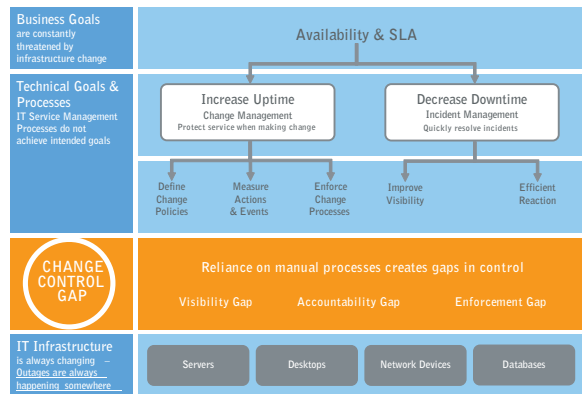 Business Goals
are constantly
threatened by
infrastructure change
Availability & SLA
Technical Goals &
Processes
IT Service Management
Processes do not
achieve intended goals
Increase Uptime
Change Management
Protect service when making change
Decrease Downtime
Incident Management
Quickly resolve incidents
Define
Change
Policies
Measure
Actions
& Events
Enforce
Change
Processes
Improve
Visibility
Efficient
Reaction
CHANGE
CONTROL
GAP
Reliance on manual processes creates gaps in control
Visibility Gap
Accountability Gap
Enforcement Gap
IT Infrastructure
is always changing –
Outages are always
happening somewhere
Servers
Desktops
Network Devices
Databases